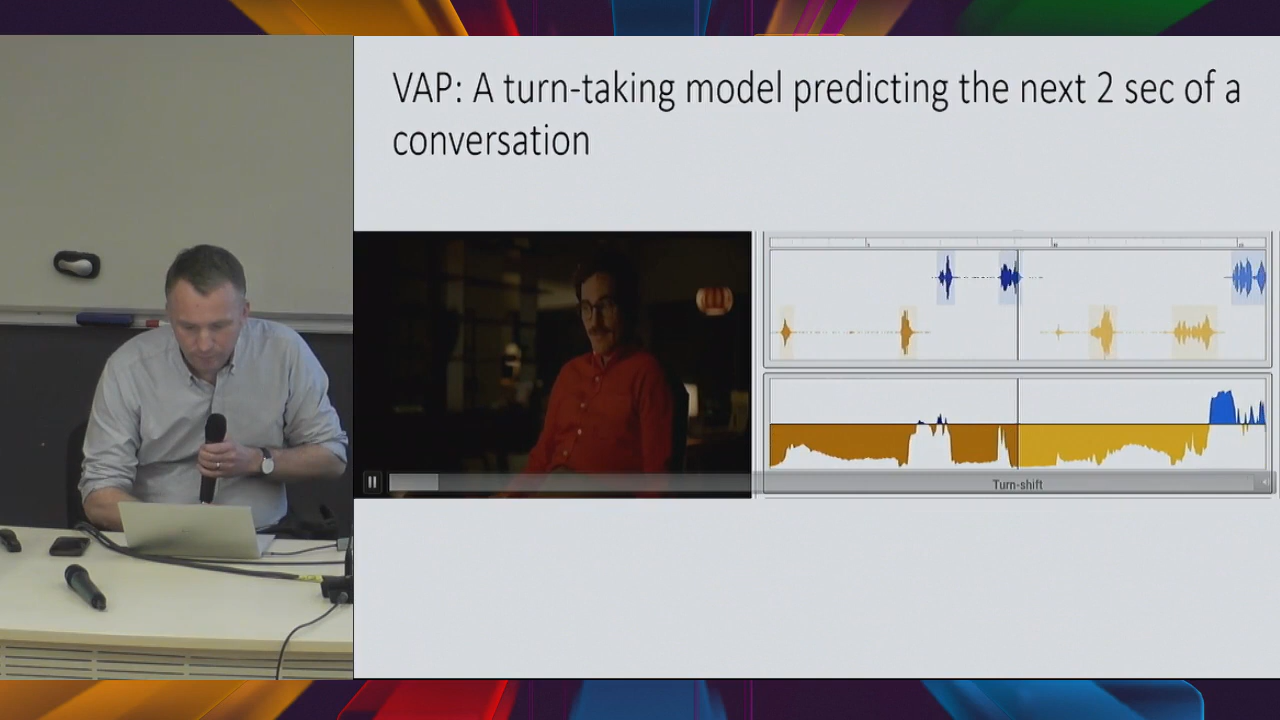 VAP: A turn-taking model predicting the next 2 sec of a
conversation
Turn-shift